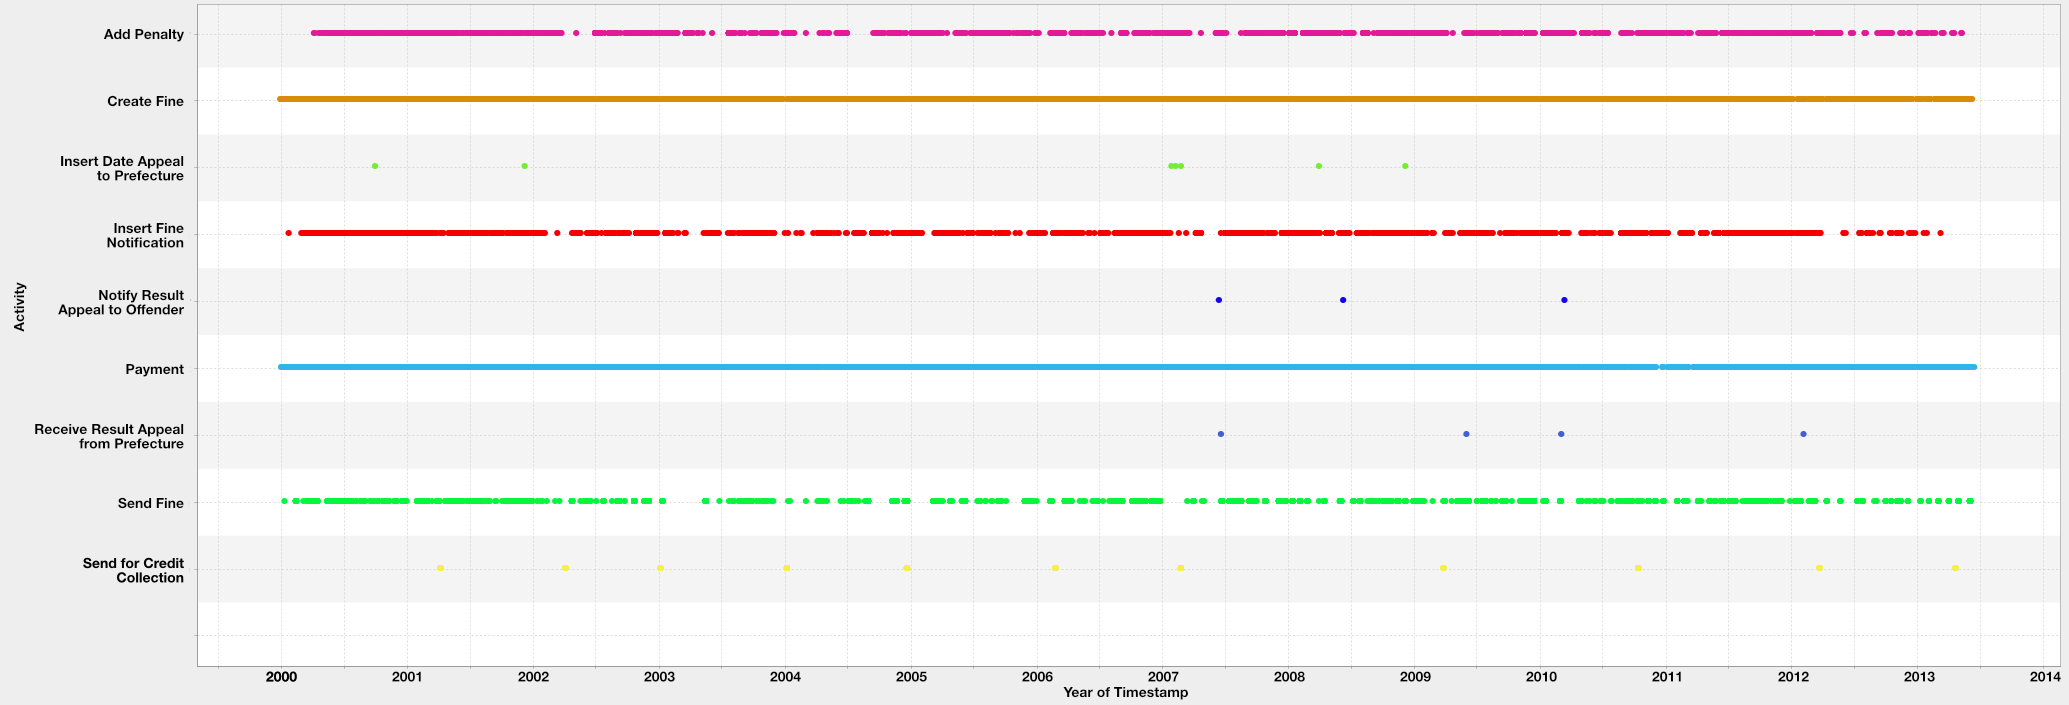 Add Penalty
Create Fine
Insert Date Appeal
to Prefecture
Insert Fine
Notification
Notify Result
Appeal to Offender
Activity
Payment
Receive Result Appeal
from Prefecture
Send Fine
Send for Credit
Collection
2000 2001 2002 2003 2004 2005 2006 2007 2008 2009 2010 2011 2012 2013 2014
Year of Timestamp